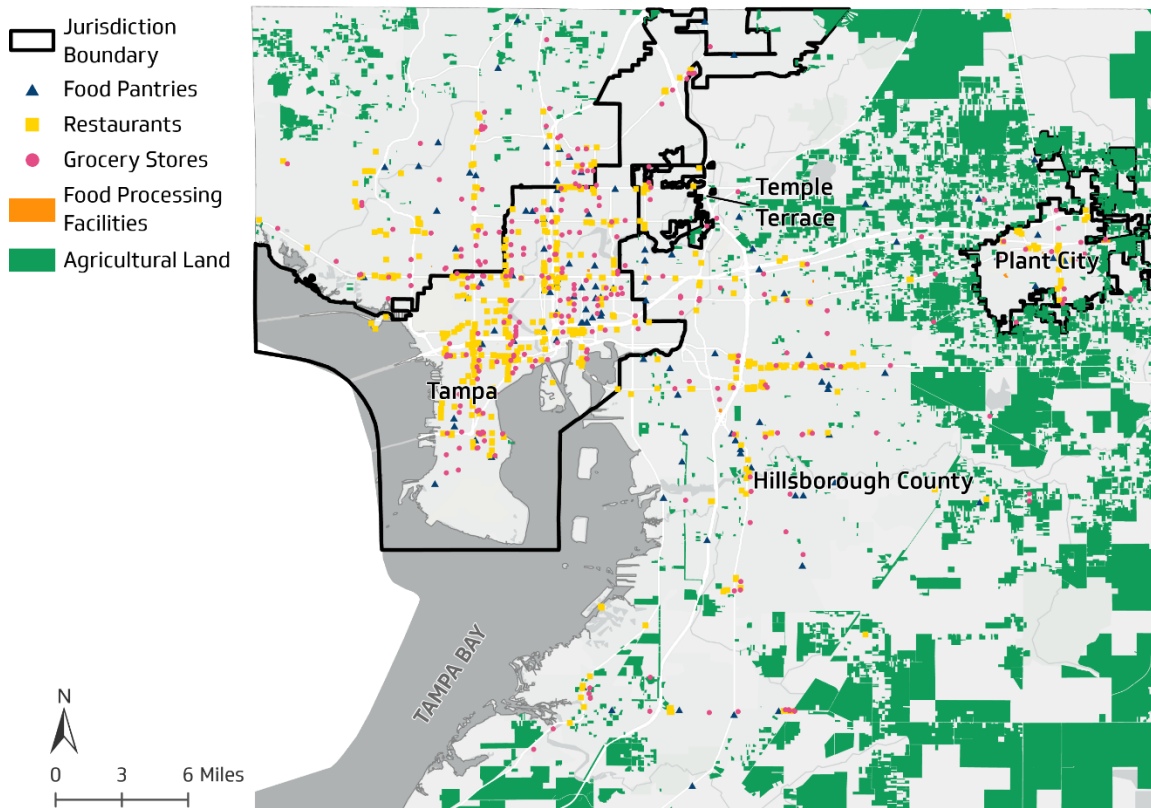 Jurisdiction
Boundary
Food Pantries
Restaurants
Grocery Stores
Food Processing
Facilities
Agricultural Land
Temple
Terrace
Plant City
Tampa
Hillsborough County
TAMPA BAY
N
0 3 6 Miles